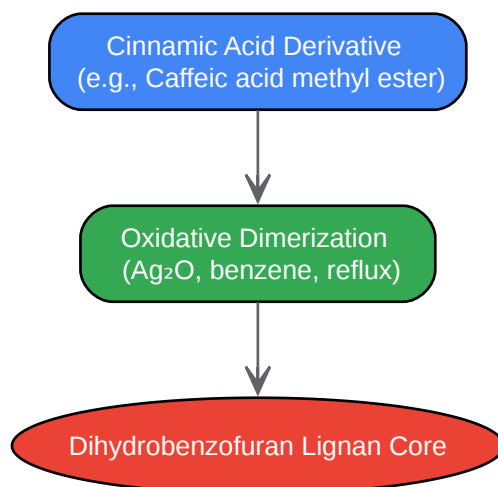 Cinnamic Acid Derivative
(e.g., Caffeic acid methyl ester)
Oxidative Dimerization
(Ag₂O, benzene, reflux)
Dihydrobenzofuran Lignan Core